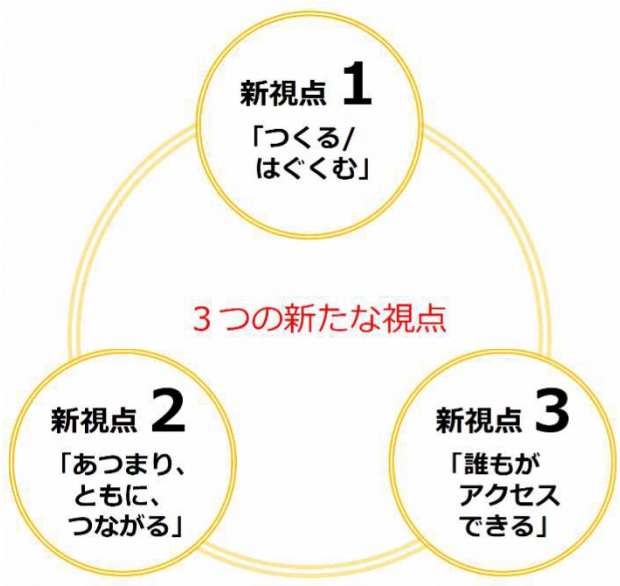 新視点 1
「つくる/
はぐくむ」
3つの新たな視点
新視点 2
「あつまり、
ともに、
つながる」
新視点 3
「誰もが
アクセス
できる」